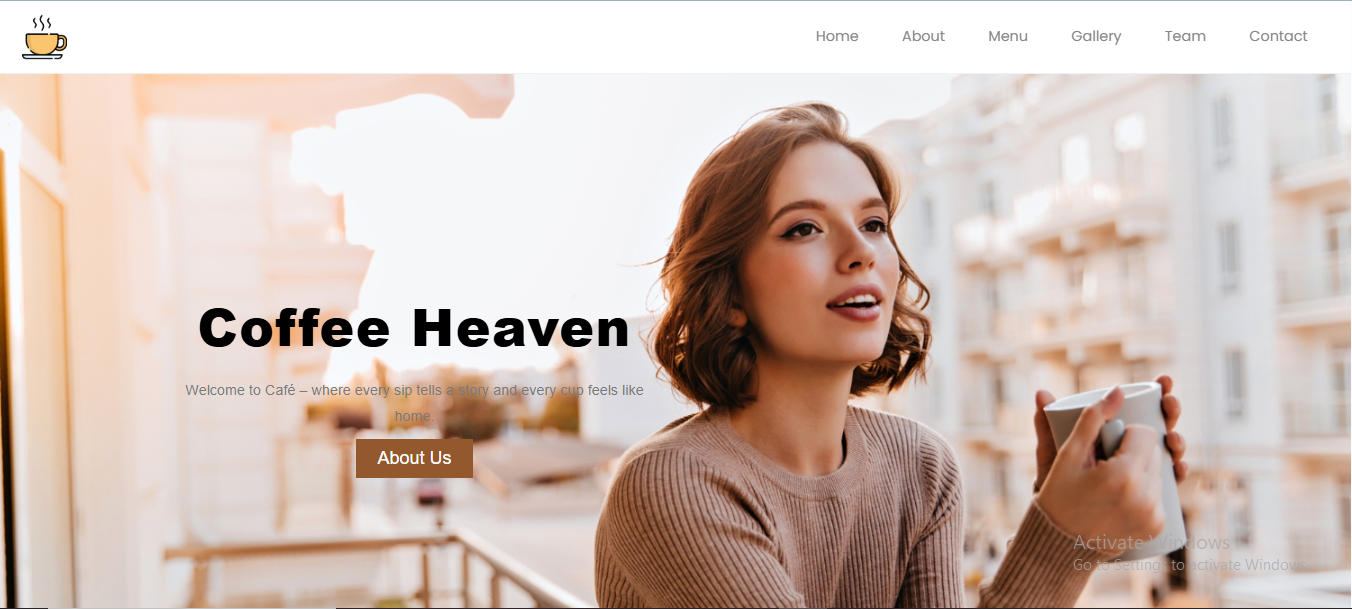 Home About Menu Gallery Team Contact
Coffee Heaven
Welcome to Café – where every sip tells a story and every cup feels like
home.
About Us
Activate Windows
Go to Settings to activate Windows.